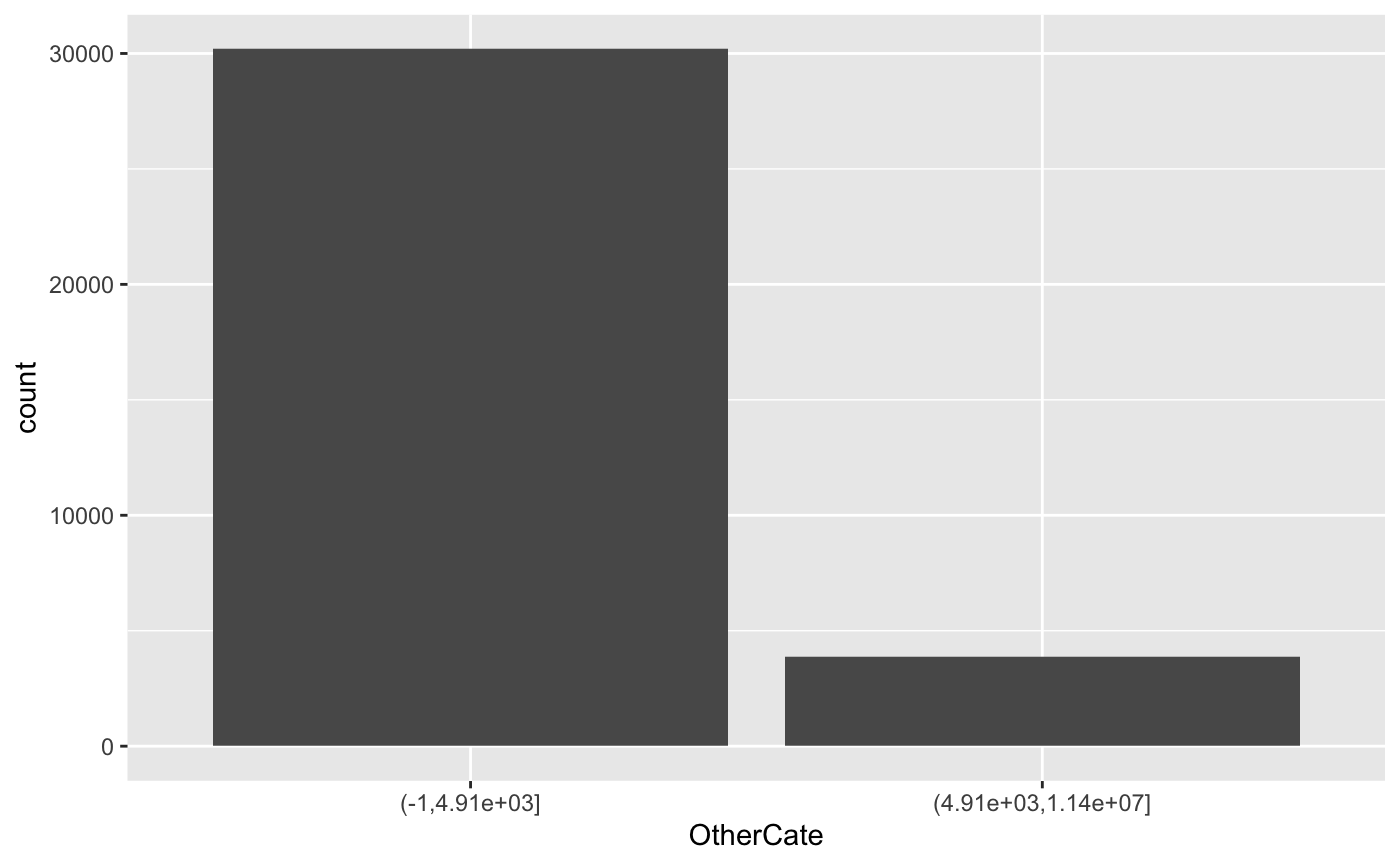 30000
20000
10000
0
count
(-1,4.91e+03]
(4.91e+03,1.14e+07]
OtherCate